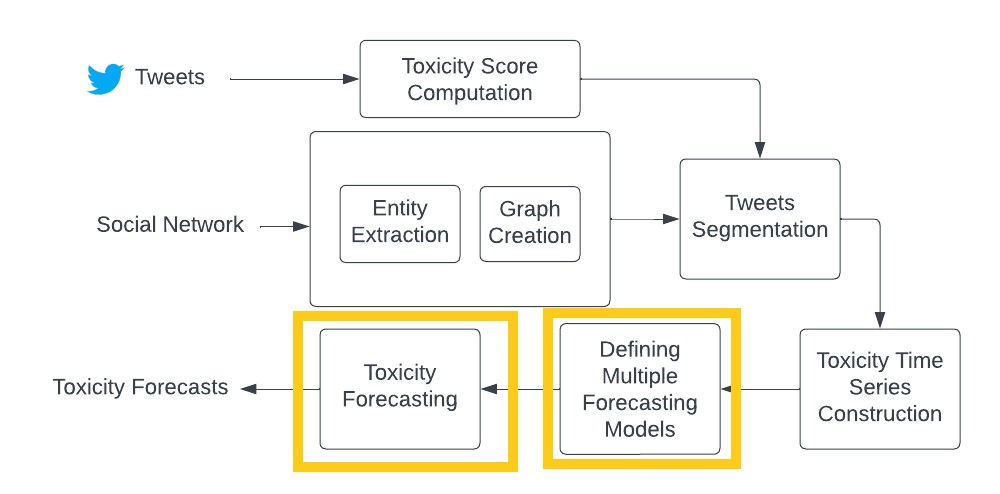 Tweets
Toxicity Score
Computation
Social Network
Entity
Extraction
Graph
Creation
Tweets
Segmentation
Toxicity Time
Series
Construction
Defining
Multiple
Forecasting
Models
Toxicity
Forecasting
Toxicity Forecasts